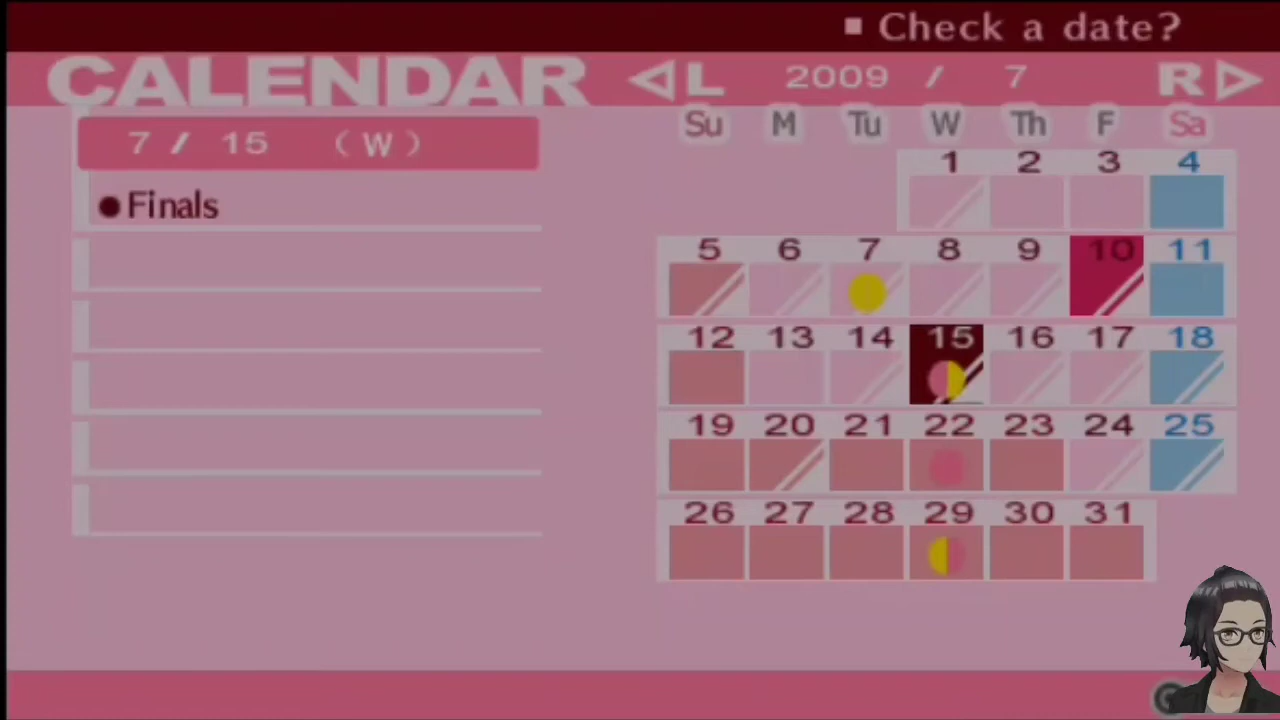 ■ Check a date?
CALENDAR
L 2009 / 7 R
7 / 15 (W)
● Finals
Su M Tu W Th F Sa
1 2 3 4
5 6 7 8 9 10 11
12 13 14 15 16 17 18
19 20 21 22 23 24 25
26 27 28 29 30 31